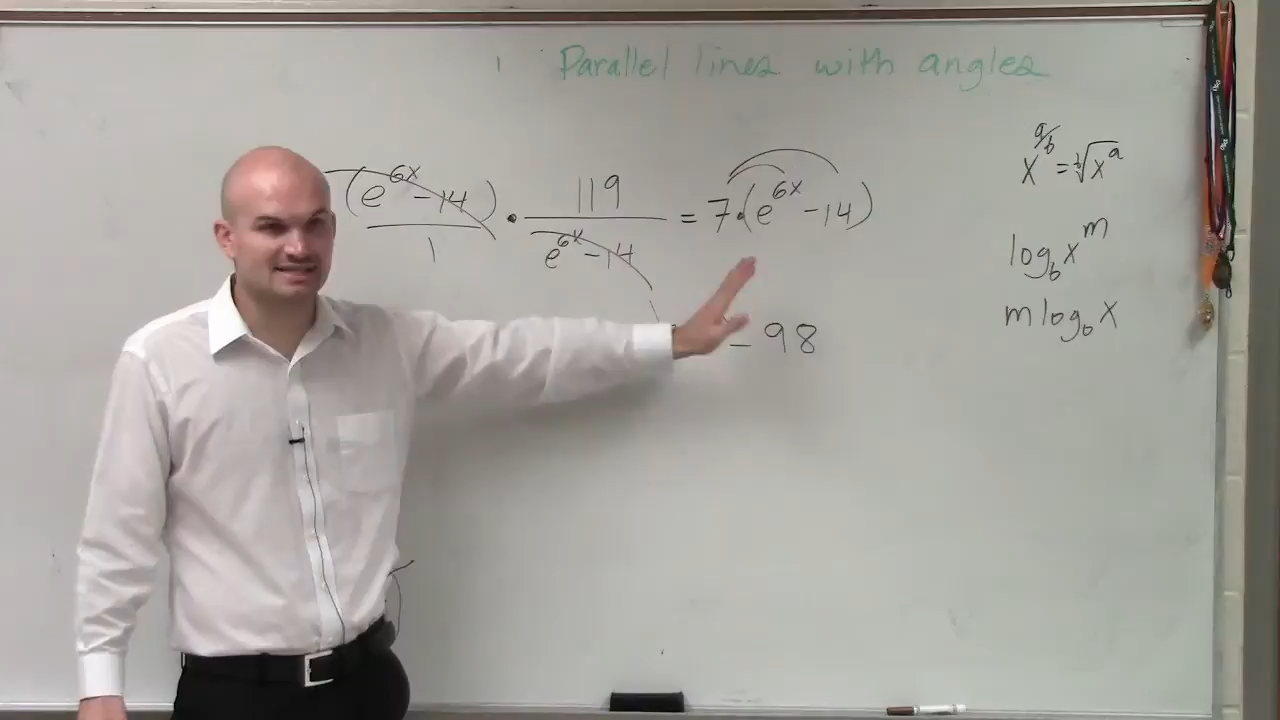 Parallel lines with angles
(e^6x - 14)/1 • 119/(e^6x - 14) = 7•(e^6x - 14)
- 98
x^a/b = ᵇ√x^a
log_b x^m
m log_b x